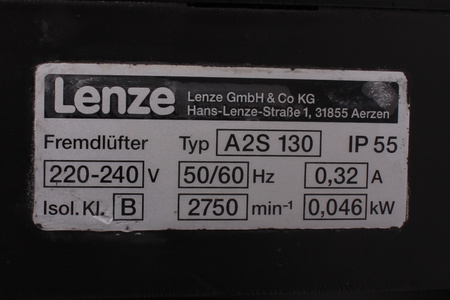 Lenze
Lenze GmbH & Co KG
Hans-Lenze-Straße 1, 31855 Aerzen
Fremdlüfter Typ A2S 130 IP 55
220-240 V 50/60 Hz 0,32 A
Isol. Kl. B 2750 min-1 0,046 kW